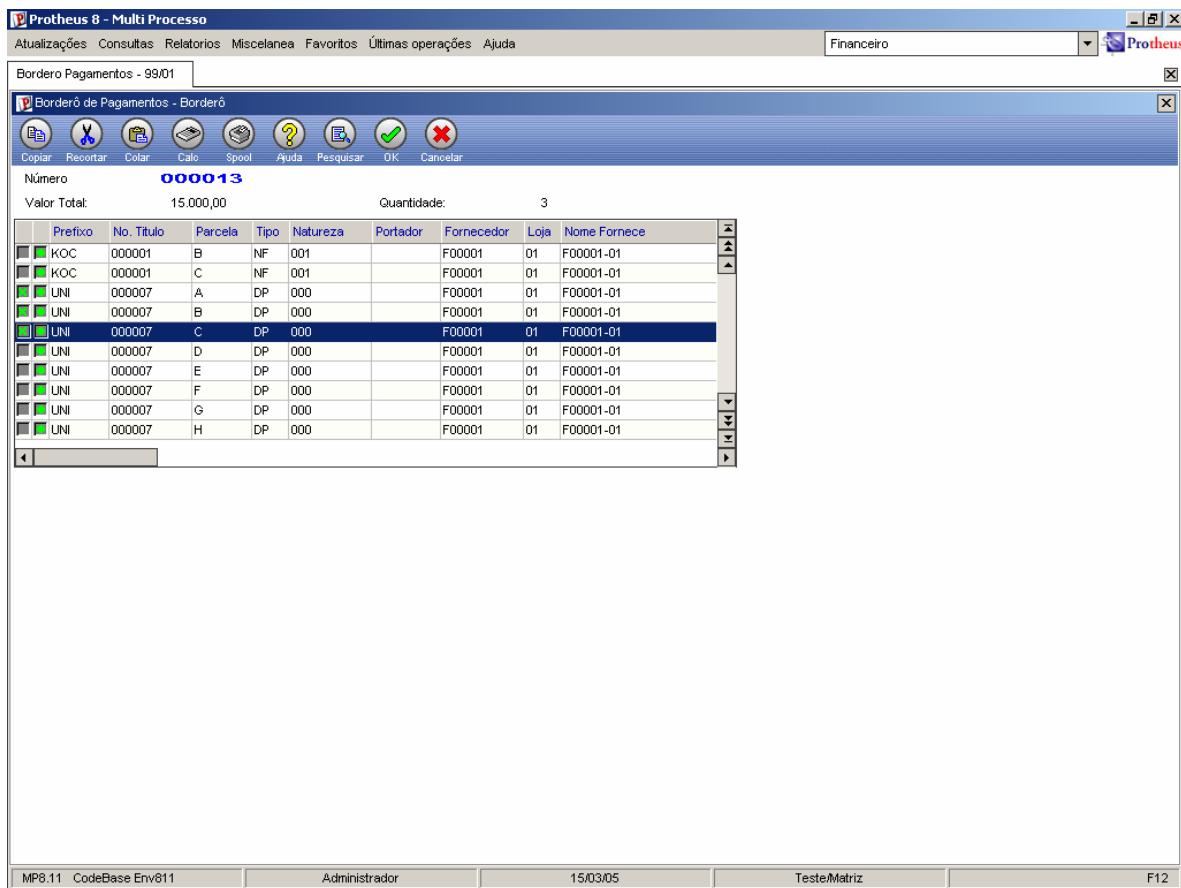 Protheus 8 - Multi Processo
Atualizações Consultas Relatorios Miscelanea Favoritos Últimas operações Ajuda Financeiro Protheus
Bordero Pagamentos - 99/01
Borderô de Pagamentos - Borderô
Copiar Recortar Colar Calc Spool Ajuda Pesquisar OK Cancelar
Número 000013
Valor Total: 15.000,00 Quantidade: 3
Prefixo No. Titulo Parcela Tipo Natureza Portador Fornecedor Loja Nome Fornece
KOC 000001 B NF 001 F00001 01 F00001-01
KOC 000001 C NF 001 F00001 01 F00001-01
UNI 000007 A DP 000 F00001 01 F00001-01
UNI 000007 B DP 000 F00001 01 F00001-01
UNI 000007 C DP 000 F00001 01 F00001-01
UNI 000007 D DP 000 F00001 01 F00001-01
UNI 000007 E DP 000 F00001 01 F00001-01
UNI 000007 F DP 000 F00001 01 F00001-01
UNI 000007 G DP 000 F00001 01 F00001-01
UNI 000007 H DP 000 F00001 01 F00001-01
MP8.11 CodeBase Env811 Administrador 15/03/05 Teste/Matriz F12